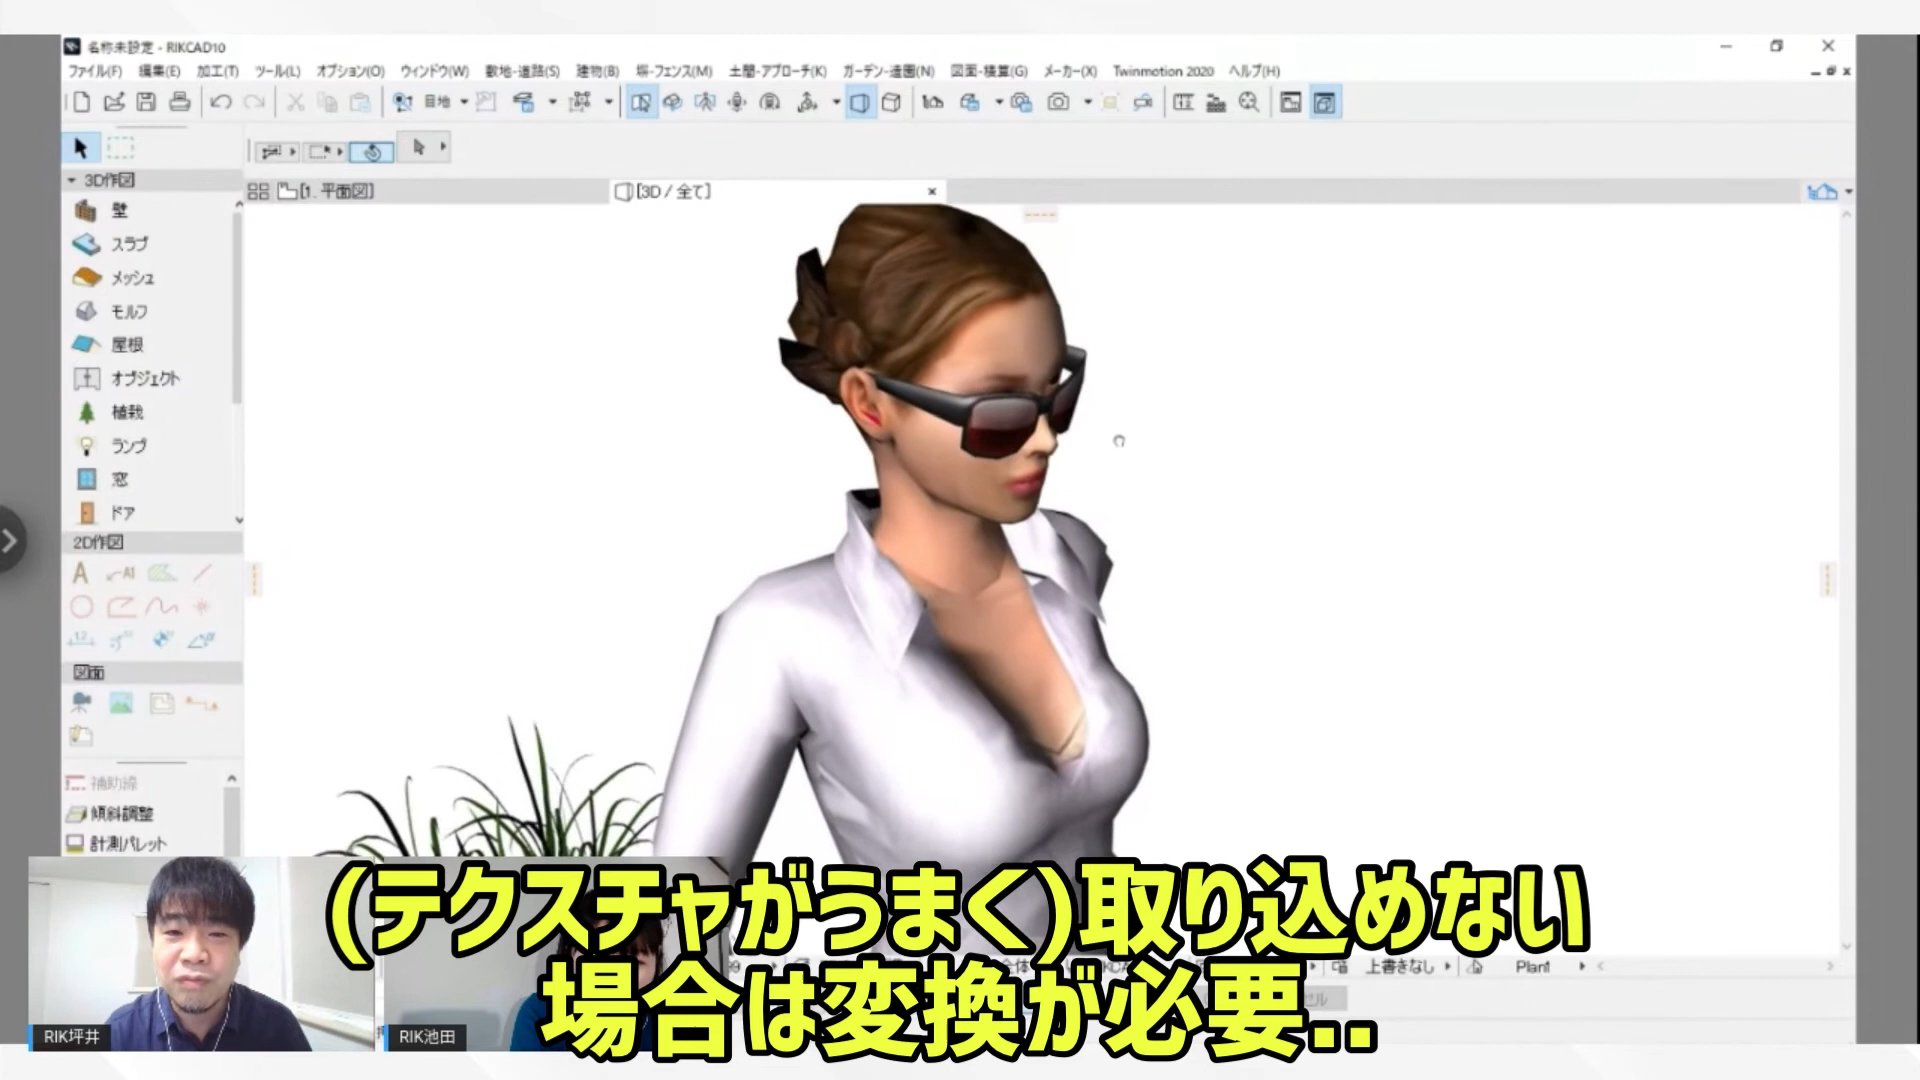 名称未設定 - RIKCAD10
ファイル(F) 編集(E) 加工(T) ツール(L) オプション(O) ウィンドウ(W) 敷地-道路(S) 建物(B) 塀-フェンス(M) 土間-アプローチ(K) ガーデン-造園(N) 図面-積算(G) メーカー(X) Twinmotion 2020 ヘルプ(H)
目地
3D作図
[1. 平面図]
[3D / 全て]
壁
スラブ
メッシュ
モルフ
屋根
オブジェクト
植栽
ランプ
窓
ドア
2D作図
A
A1
図面
補助線
傾斜調整
計測パレット
(テクスチャがうまく)取り込めない
場合は変換が必要..
上書きなし
Plant
RIK坪井
RIK池田